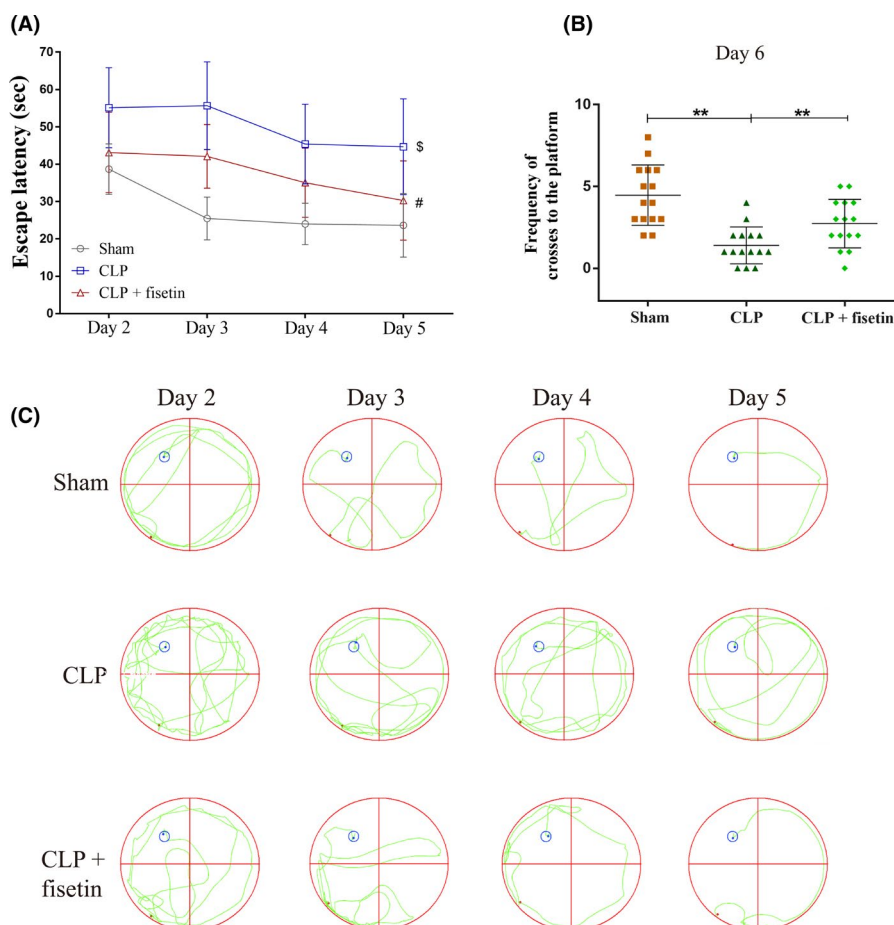 (A)
Escape latency (sec)
70
60
50
40
30
20
10
0
$
#
Sham
CLP
CLP + fisetin
Day 2 Day 3 Day 4 Day 5
(B)
Day 6
Frequency of
crosses to the platform
10
5
0
** **
Sham CLP CLP + fisetin
(C)
Day 2 Day 3 Day 4 Day 5
Sham
CLP
CLP +
fisetin